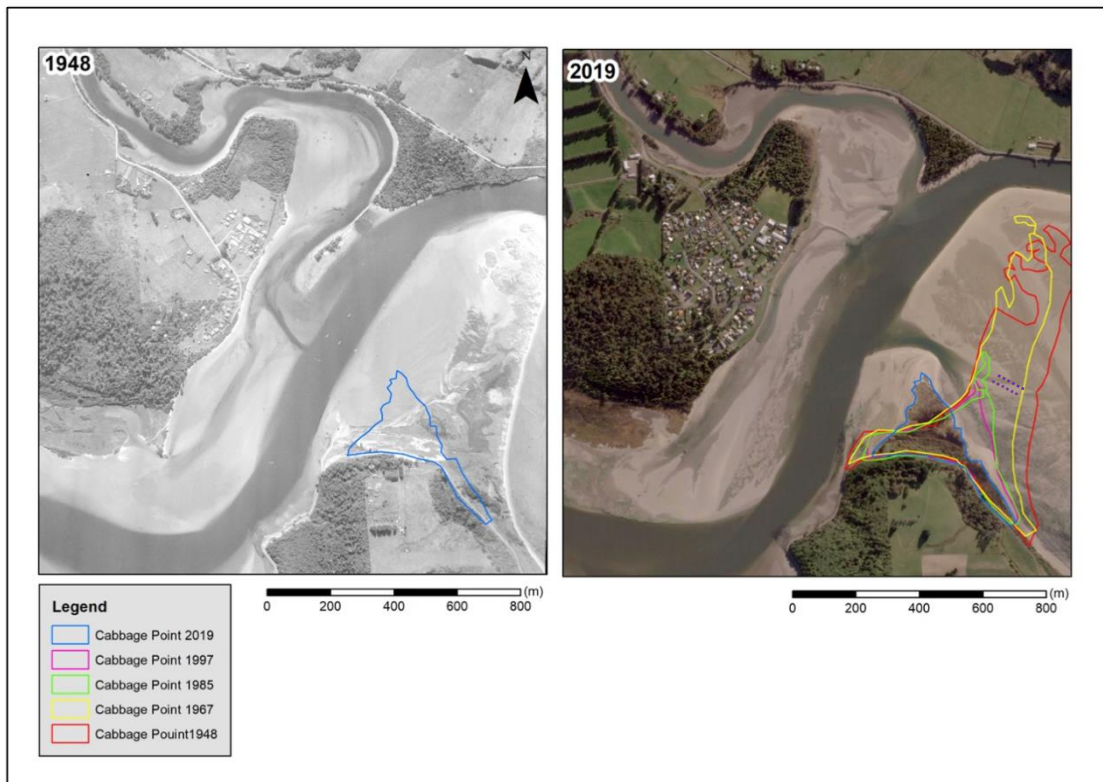 1948
N
2019
0 200 400 600 800 (m)
0 200 400 600 800 (m)
Legend
Cabbage Point 2019
Cabbage Point 1997
Cabbage Point 1985
Cabbage Point 1967
Cabbage Pouint1948